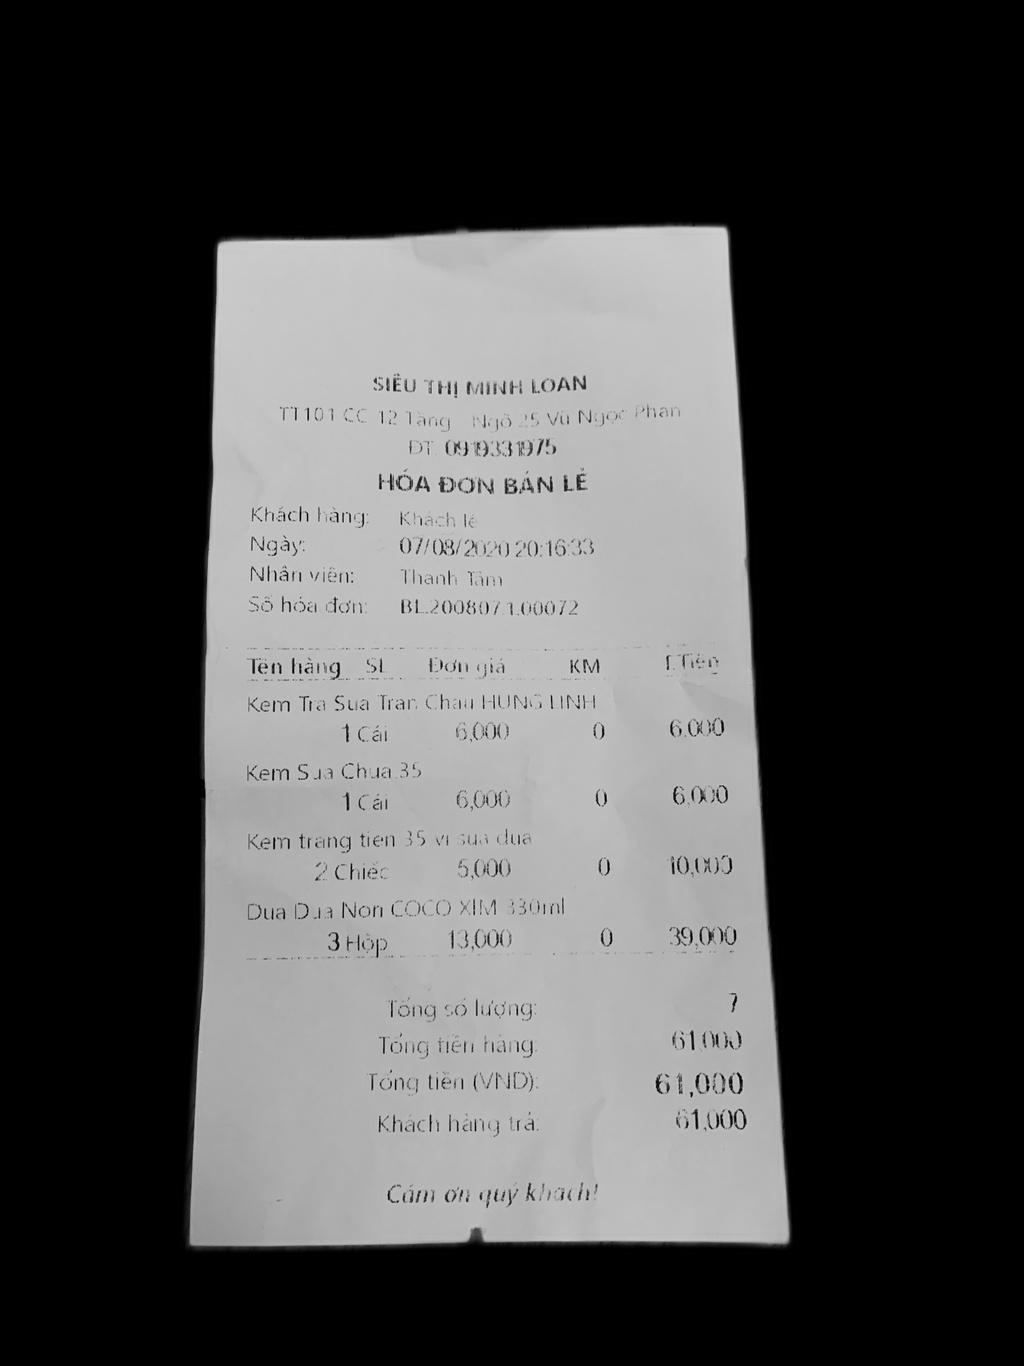 SIÊU THỊ MINH LOAN
TT101 CC 12 Tầng - Ngõ 25 Vũ Ngọc Phan
ĐT: 0919331975
HÓA ĐƠN BÁN LẺ
Khách hàng: Khách lẻ
Ngày: 07/08/2020 20:16:33
Nhân viên: Thanh Tâm
Số hóa đơn: BL.200807.1.00072
Tên hàng SL Đơn giá KM T.Tiền
Kem Tra Sua Tran Chau HUNG LINH
1 Cái 6,000 0 6,000
Kem Sua Chua 35
1 Cái 6,000 0 6,000
Kem trang tien 35 vi sua dua
2 Chiếc 5,000 0 10,000
Dua Dua Non COCO XIM 330ml
3 Hộp 13,000 0 39,000
Tổng số lượng: 7
Tổng tiền hàng: 61,000
Tổng tiền (VND): 61,000
Khách hàng trả: 61,000
Cám ơn quý khách!